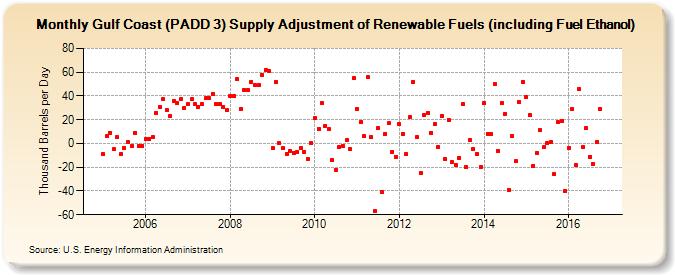 Monthly Gulf Coast (PADD 3) Supply Adjustment of Renewable Fuels (including Fuel Ethanol)
Thousand Barrels per Day
80
60
40
20
0
-20
-40
-60
2006 2008 2010 2012 2014 2016
Source: U.S. Energy Information Administration